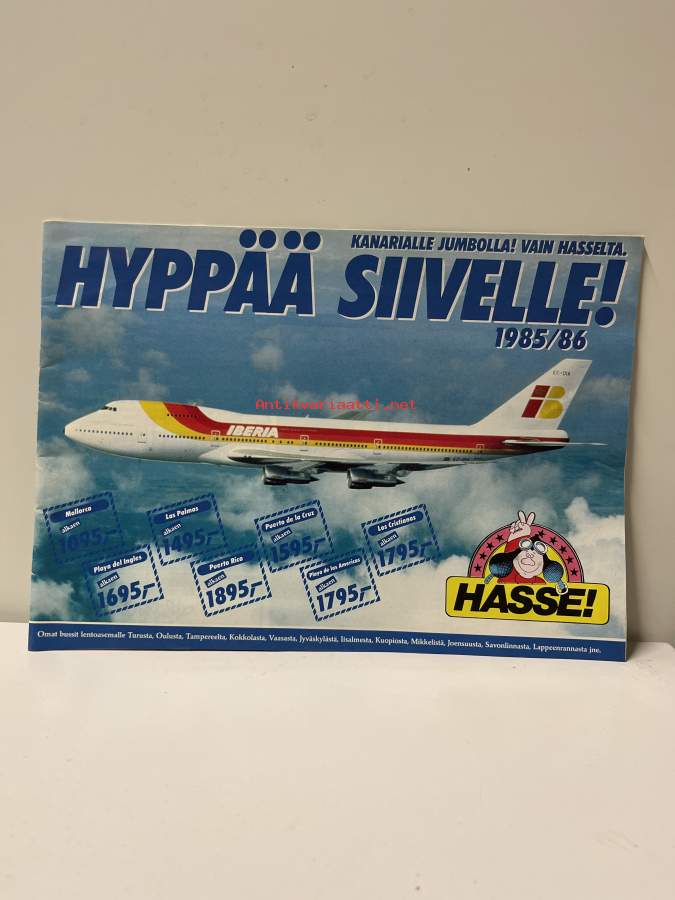 KANARIALLE JUMBOLLA! VAIN HASSELTA.
HYPPÄÄ SIIVELLE!
1985/86
Antikvariaatti.net
IB
IBERIA
Mallorca
alkaen
1095,-
Las Palmas
alkaen
1495,-
Puerto de la Cruz
alkaen
1595,-
Los Cristianos
alkaen
1795,-
Playa del Ingles
alkaen
1695,-
Puerto Rico
alkaen
1895,-
Playa de las Americas
alkaen
1795,-
HASSE!
Omat bussit lentoasemalle Turusta, Oulusta, Tampereelta, Kokkolasta, Vaasasta, Jyväskylästä, Iisalmesta, Kuopiosta, Mikkelistä, Joensuusta, Savonlinnasta, Lappeenrannasta jne.